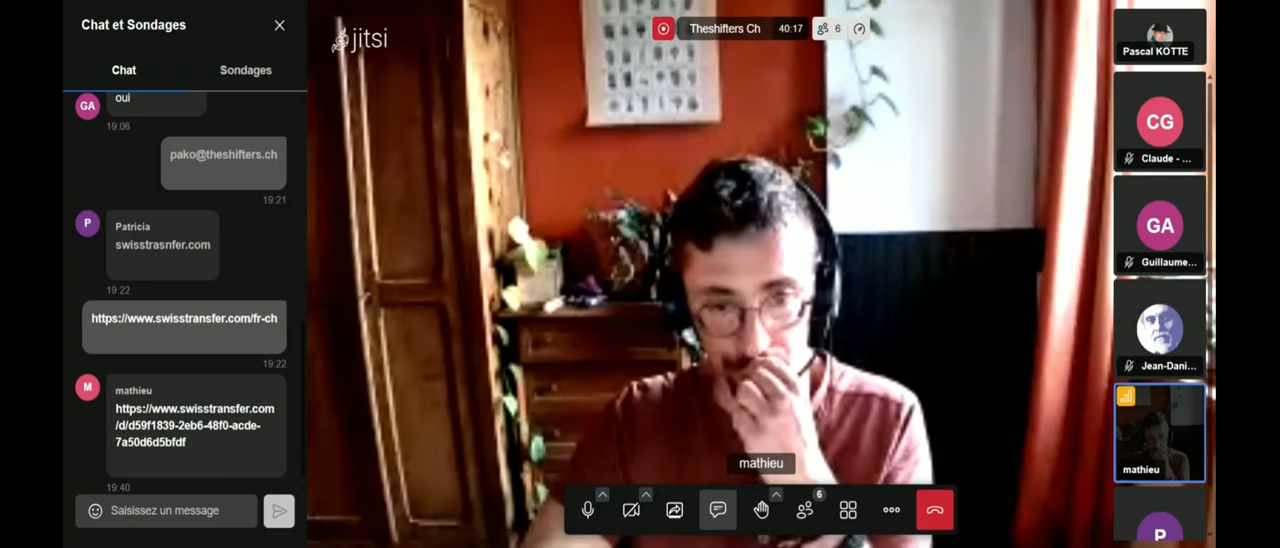 Chat et Sondages
Chat
Sondages
GA
oui
19:06
pako@theshifters.ch
19:21
P
Patricia
swisstrasnfer.com
19:22
https://www.swisstransfer.com/fr-ch
19:22
M
mathieu
https://www.swisstransfer.com
/d/d59f1839-2eb6-48f0-acde-
7a50d6d5bfdf
19:40
Saisissez un message
jitsi
Theshifters Ch
40:17
6
mathieu
6
Pascal KOTTE
CG
Claude - ...
GA
Guillaume...
Jean-Dani...
mathieu
P